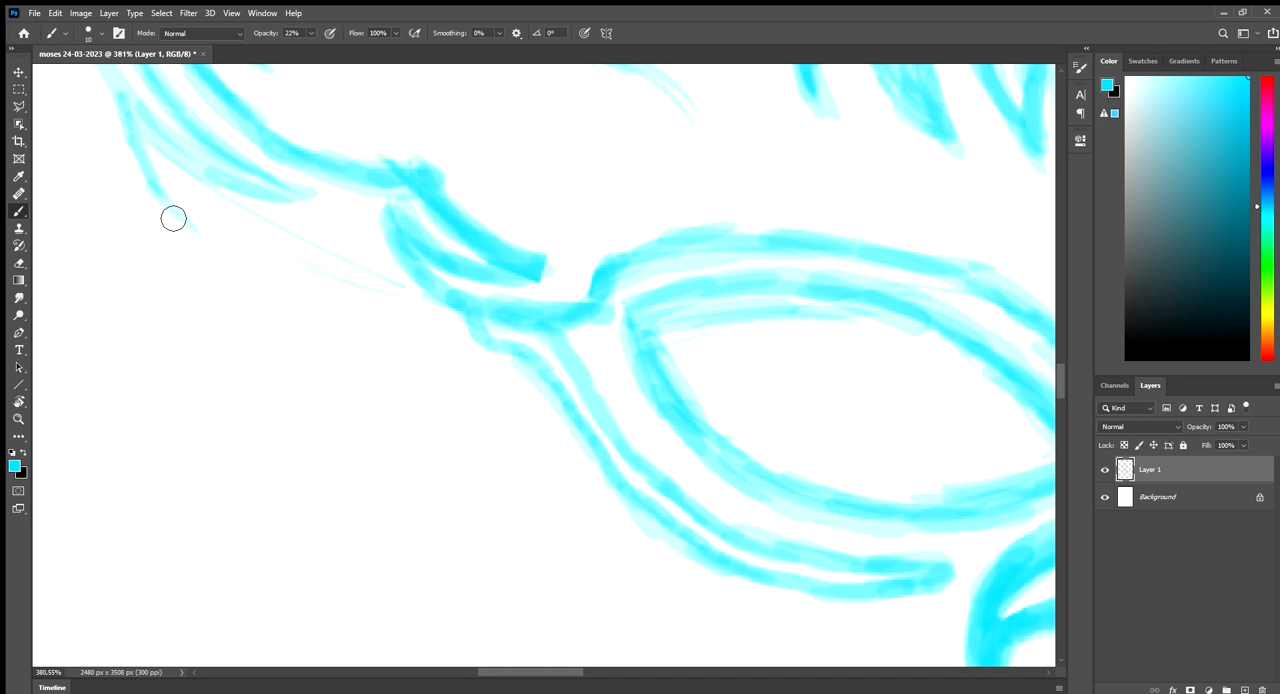 Ps File Edit Image Layer Type Select Filter 3D View Window Help
10 Mode: Normal Opacity: 22% Flow: 100% Smoothing: 0% 0°
moses 24-03-2023 @ 381% (Layer 1, RGB/8) * ×
Color Swatches Gradients Patterns
Channels Layers
Kind
Normal Opacity: 100%
Lock: Fill: 100%
Layer 1
Background
380,55% 2480 px x 3508 px (300 ppi)
Timeline